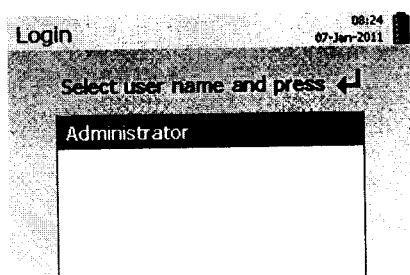 Login
08:24
07-Jan-2011
Select user name and press ↵
Administrator